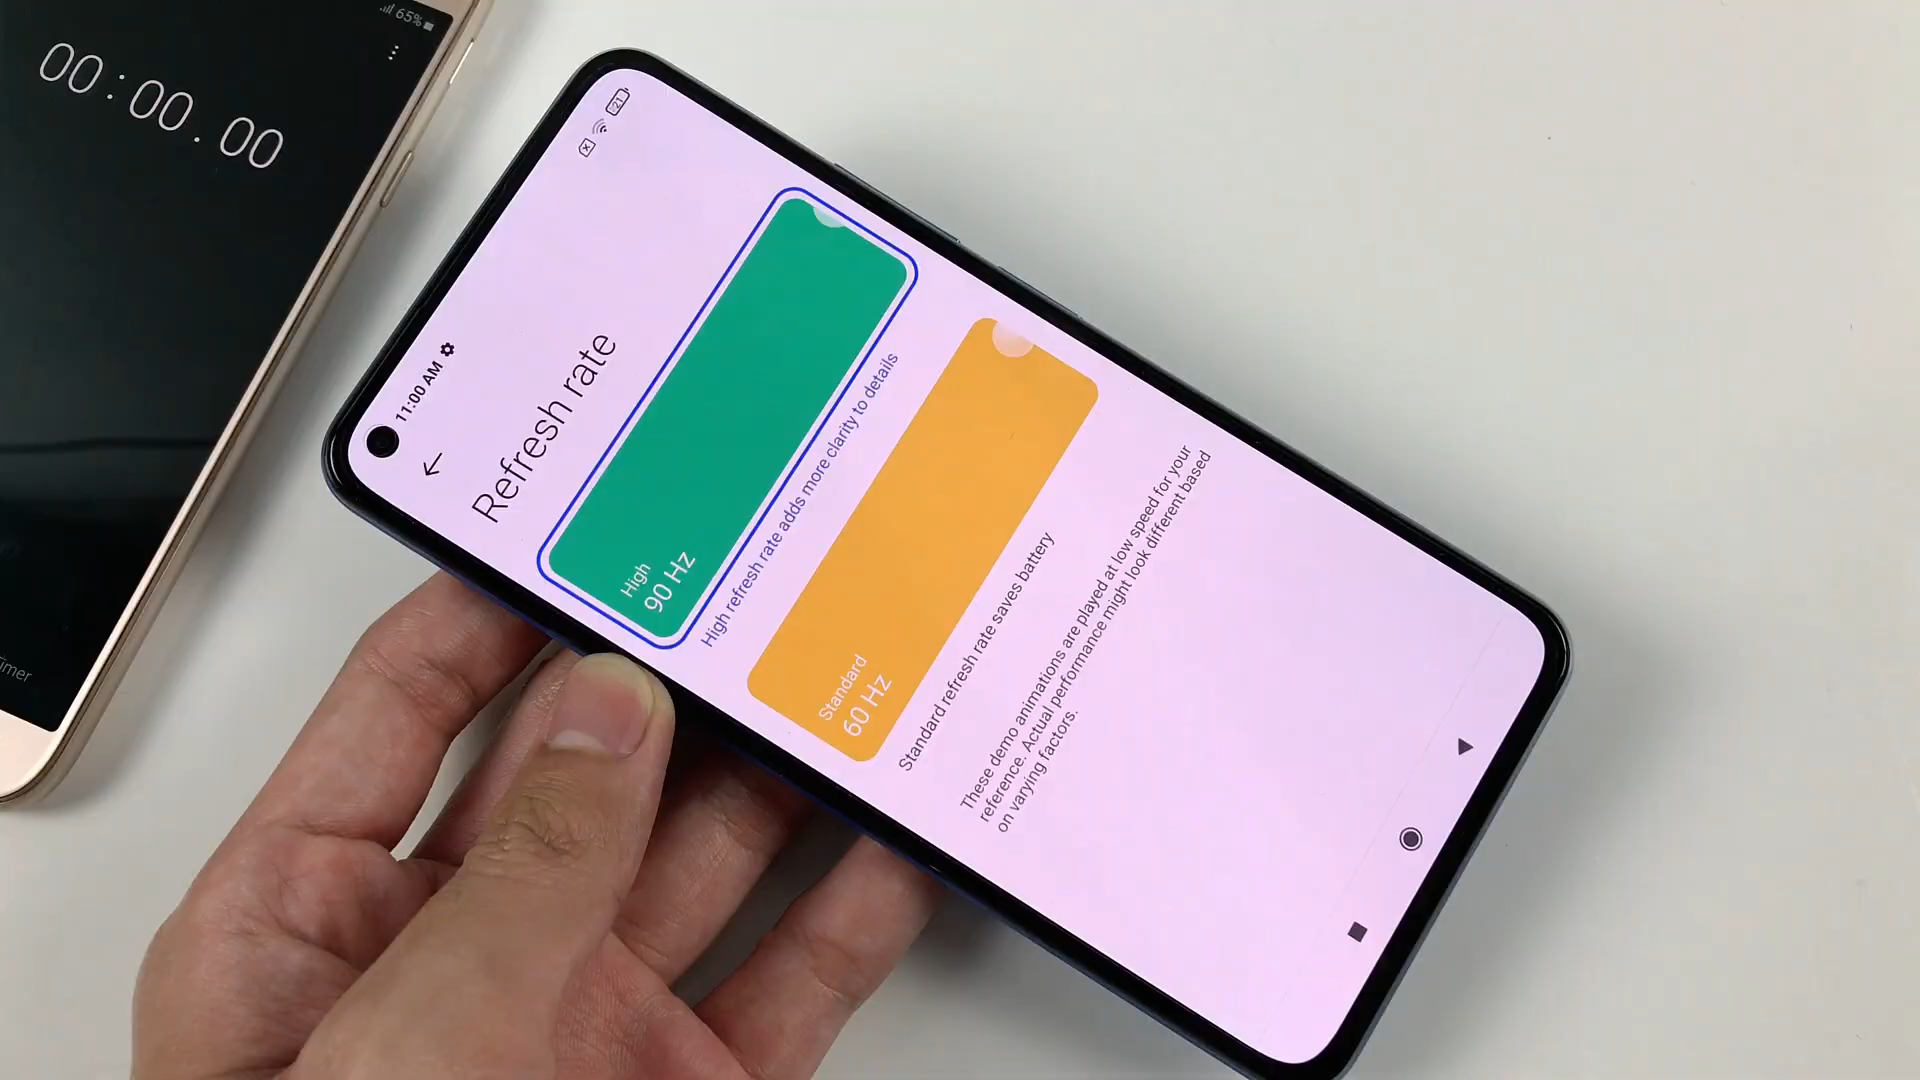 00:00.00
65%
11:00 AM
21
Refresh rate
High
90 Hz
High refresh rate adds more clarity to details
Standard
60 Hz
Standard refresh rate saves battery
These demo animations are played at low speed for your
reference. Actual performance might look different based
on varying factors.